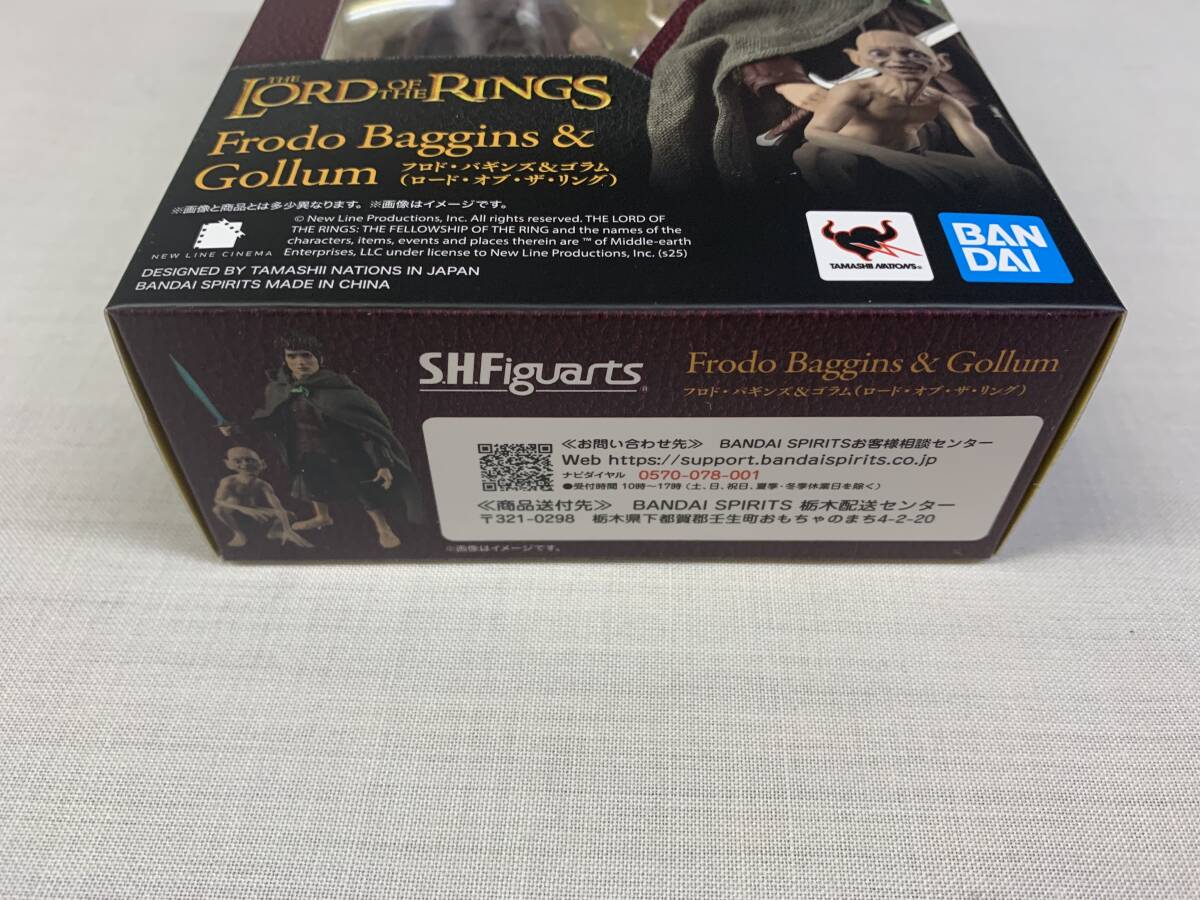 THE LORD OF THE RINGS
Frodo Baggins &
Gollum フロド・バギンズ&ゴラム
(ロード・オブ・ザ・リング)
※画像と商品とは多少異なります。※画像はイメージです。
© New Line Productions, Inc. All rights reserved. THE LORD OF
THE RINGS: THE FELLOWSHIP OF THE RING and the names of the
characters, items, events and places therein are ™ of Middle-earth
Enterprises, LLC under license to New Line Productions, Inc. (s25)
NEW LINE CINEMA
DESIGNED BY TAMASHII NATIONS IN JAPAN
BANDAI SPIRITS MADE IN CHINA
TAMASHII NATIONS®
BAN
DAI
S.H.Figuarts®
Frodo Baggins & Gollum
フロド・バギンズ&ゴラム(ロード・オブ・ザ・リング)
≪お問い合わせ先≫ BANDAI SPIRITSお客様相談センター
Web https://support.bandaispirits.co.jp
ナビダイヤル 0570-078-001
●受付時間 10時~17時(土、日、祝日、夏季・冬季休業日を除く)
≪商品送付先≫ BANDAI SPIRITS 栃木配送センター
〒321-0298 栃木県下都賀郡壬生町おもちゃのまち4-2-20
※画像はイメージです。